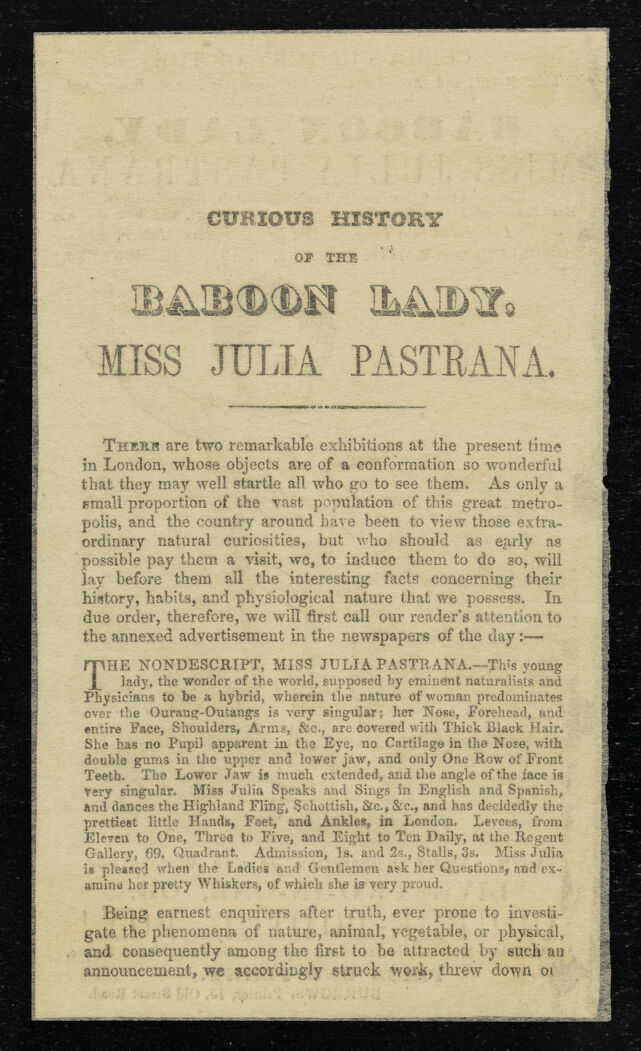 CURIOUS HISTORY
OF THE
BABOON LADY,
MISS JULIA PASTRANA.
THERE are two remarkable exhibitions at the present time
in London, whose objects are of a conformation so wonderful
that they may well startle all who go to see them. As only a
small proportion of the vast population of this great metro-
polis, and the country around have been to view those extra-
ordinary natural curiosities, but who should as early as
possible pay them a visit, we, to induce them to do so, will
lay before them all the interesting facts concerning their
history, habits, and physiological nature that we possess. In
due order, therefore, we will first call our reader's attention to
the annexed advertisement in the newspapers of the day:—
THE NONDESCRIPT, MISS JULIA PASTRANA.—This young
lady, the wonder of the world, supposed by eminent naturalists and
Physicians to be a hybrid, wherein the nature of woman predominates
over the Ourang-Outangs is very singular; her Nose, Forehead, and
entire Face, Shoulders, Arms, &c., are covered with Thick Black Hair.
She has no Pupil apparent in the Eye, no Cartilage in the Nose, with
double gums in the upper and lower jaw, and only One Row of Front
Teeth. The Lower Jaw is much extended, and the angle of the face is
very singular. Miss Julia Speaks and Sings in English and Spanish,
and dances the Highland Fling, Schottish, &c., &c., and has decidedly the
prettiest little Hands, Feet, and Ankles, in London. Levees, from
Eleven to One, Three to Five, and Eight to Ten Daily, at the Regent
Gallery, 69, Quadrant. Admission, 1s. and 2s., Stalls, 3s. Miss Julia
is pleased when the Ladies and Gentlemen ask her Questions, and ex-
amine her pretty Whiskers, of which she is very proud.
Being earnest enquirers after truth, ever prone to investi-
gate the phenomena of nature, animal, vegetable, or physical,
and consequently among the first to be attracted by such an
announcement, we accordingly struck work, threw down